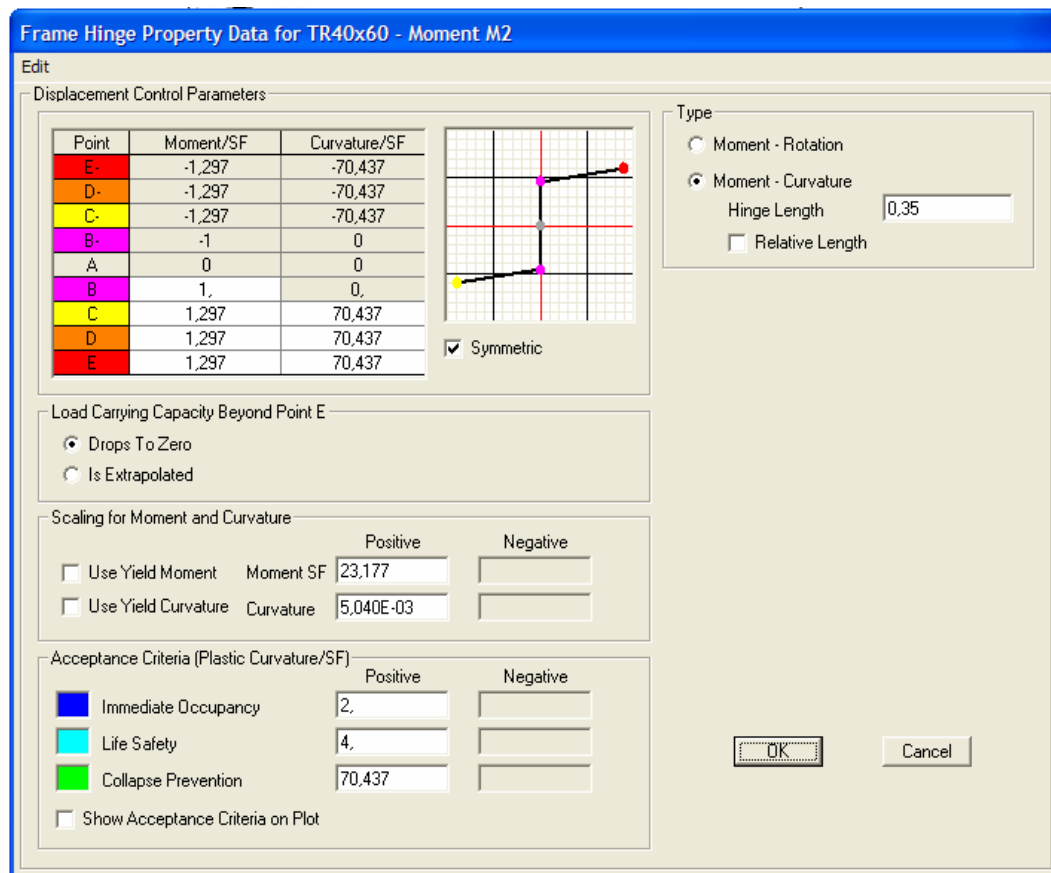 Frame Hinge Property Data for TR40x60 - Moment M2
Edit
Displacement Control Parameters
Point Moment/SF Curvature/SF
E- -1,297 -70,437
D- -1,297 -70,437
C- -1,297 -70,437
B- -1 0
A 0 0
B 1, 0,
C 1,297 70,437
D 1,297 70,437
E 1,297 70,437
Symmetric
Type
Moment - Rotation
Moment - Curvature
Hinge Length 0,35
Relative Length
Load Carrying Capacity Beyond Point E
Drops To Zero
Is Extrapolated
Scaling for Moment and Curvature
Positive Negative
Use Yield Moment Moment SF 23,177
Use Yield Curvature Curvature 5,040E-03
Acceptance Criteria (Plastic Curvature/SF)
Positive Negative
Immediate Occupancy 2,
Life Safety 4,
Collapse Prevention 70,437
Show Acceptance Criteria on Plot
OK Cancel